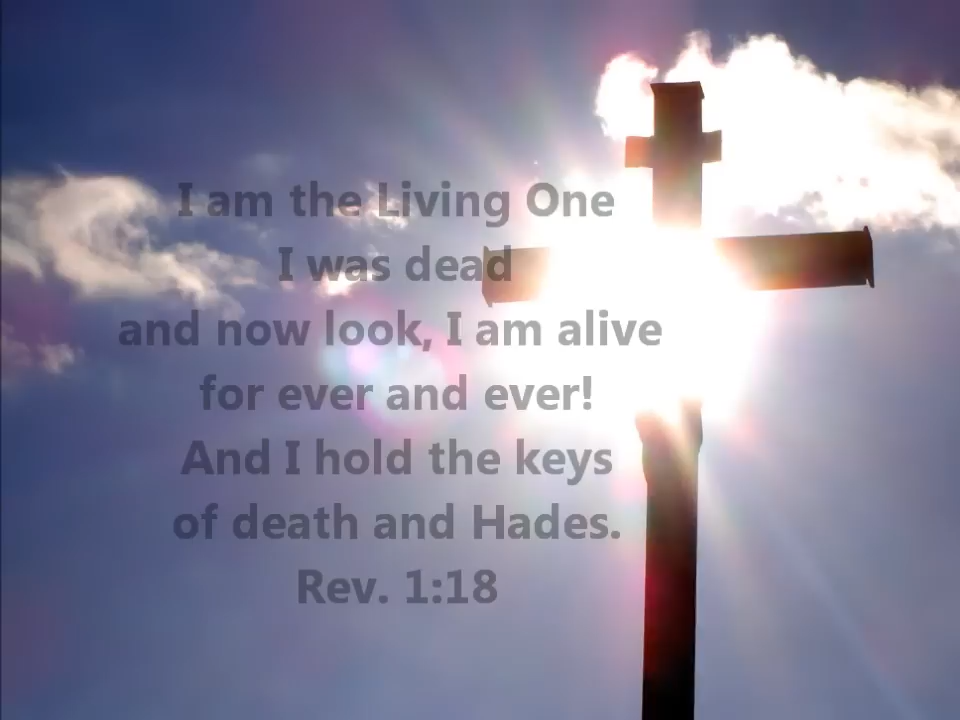 I am the Living One
I was dead
and now look, I am alive
for ever and ever!
And I hold the keys
of death and Hades.
Rev. 1:18